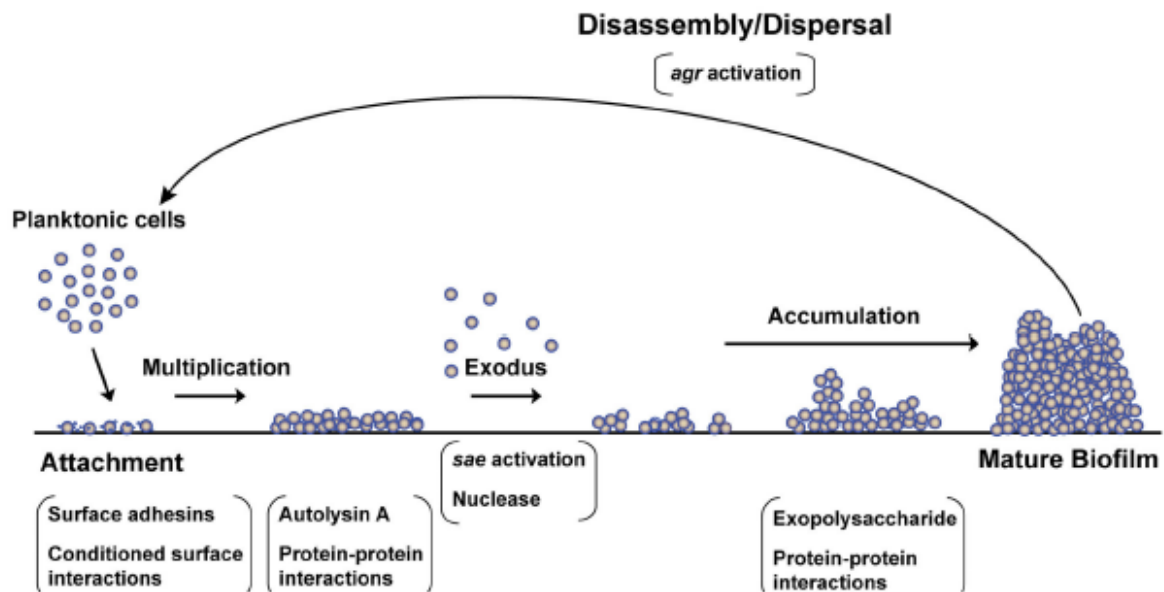 Disassembly/Dispersal
agr activation
Planktonic cells
Multiplication
Exodus
Accumulation
Attachment
Surface adhesins
Conditioned surface
interactions
Autolysin A
Protein-protein
interactions
sae activation
Nuclease
Exopolysaccharide
Protein-protein
interactions
Mature Biofilm